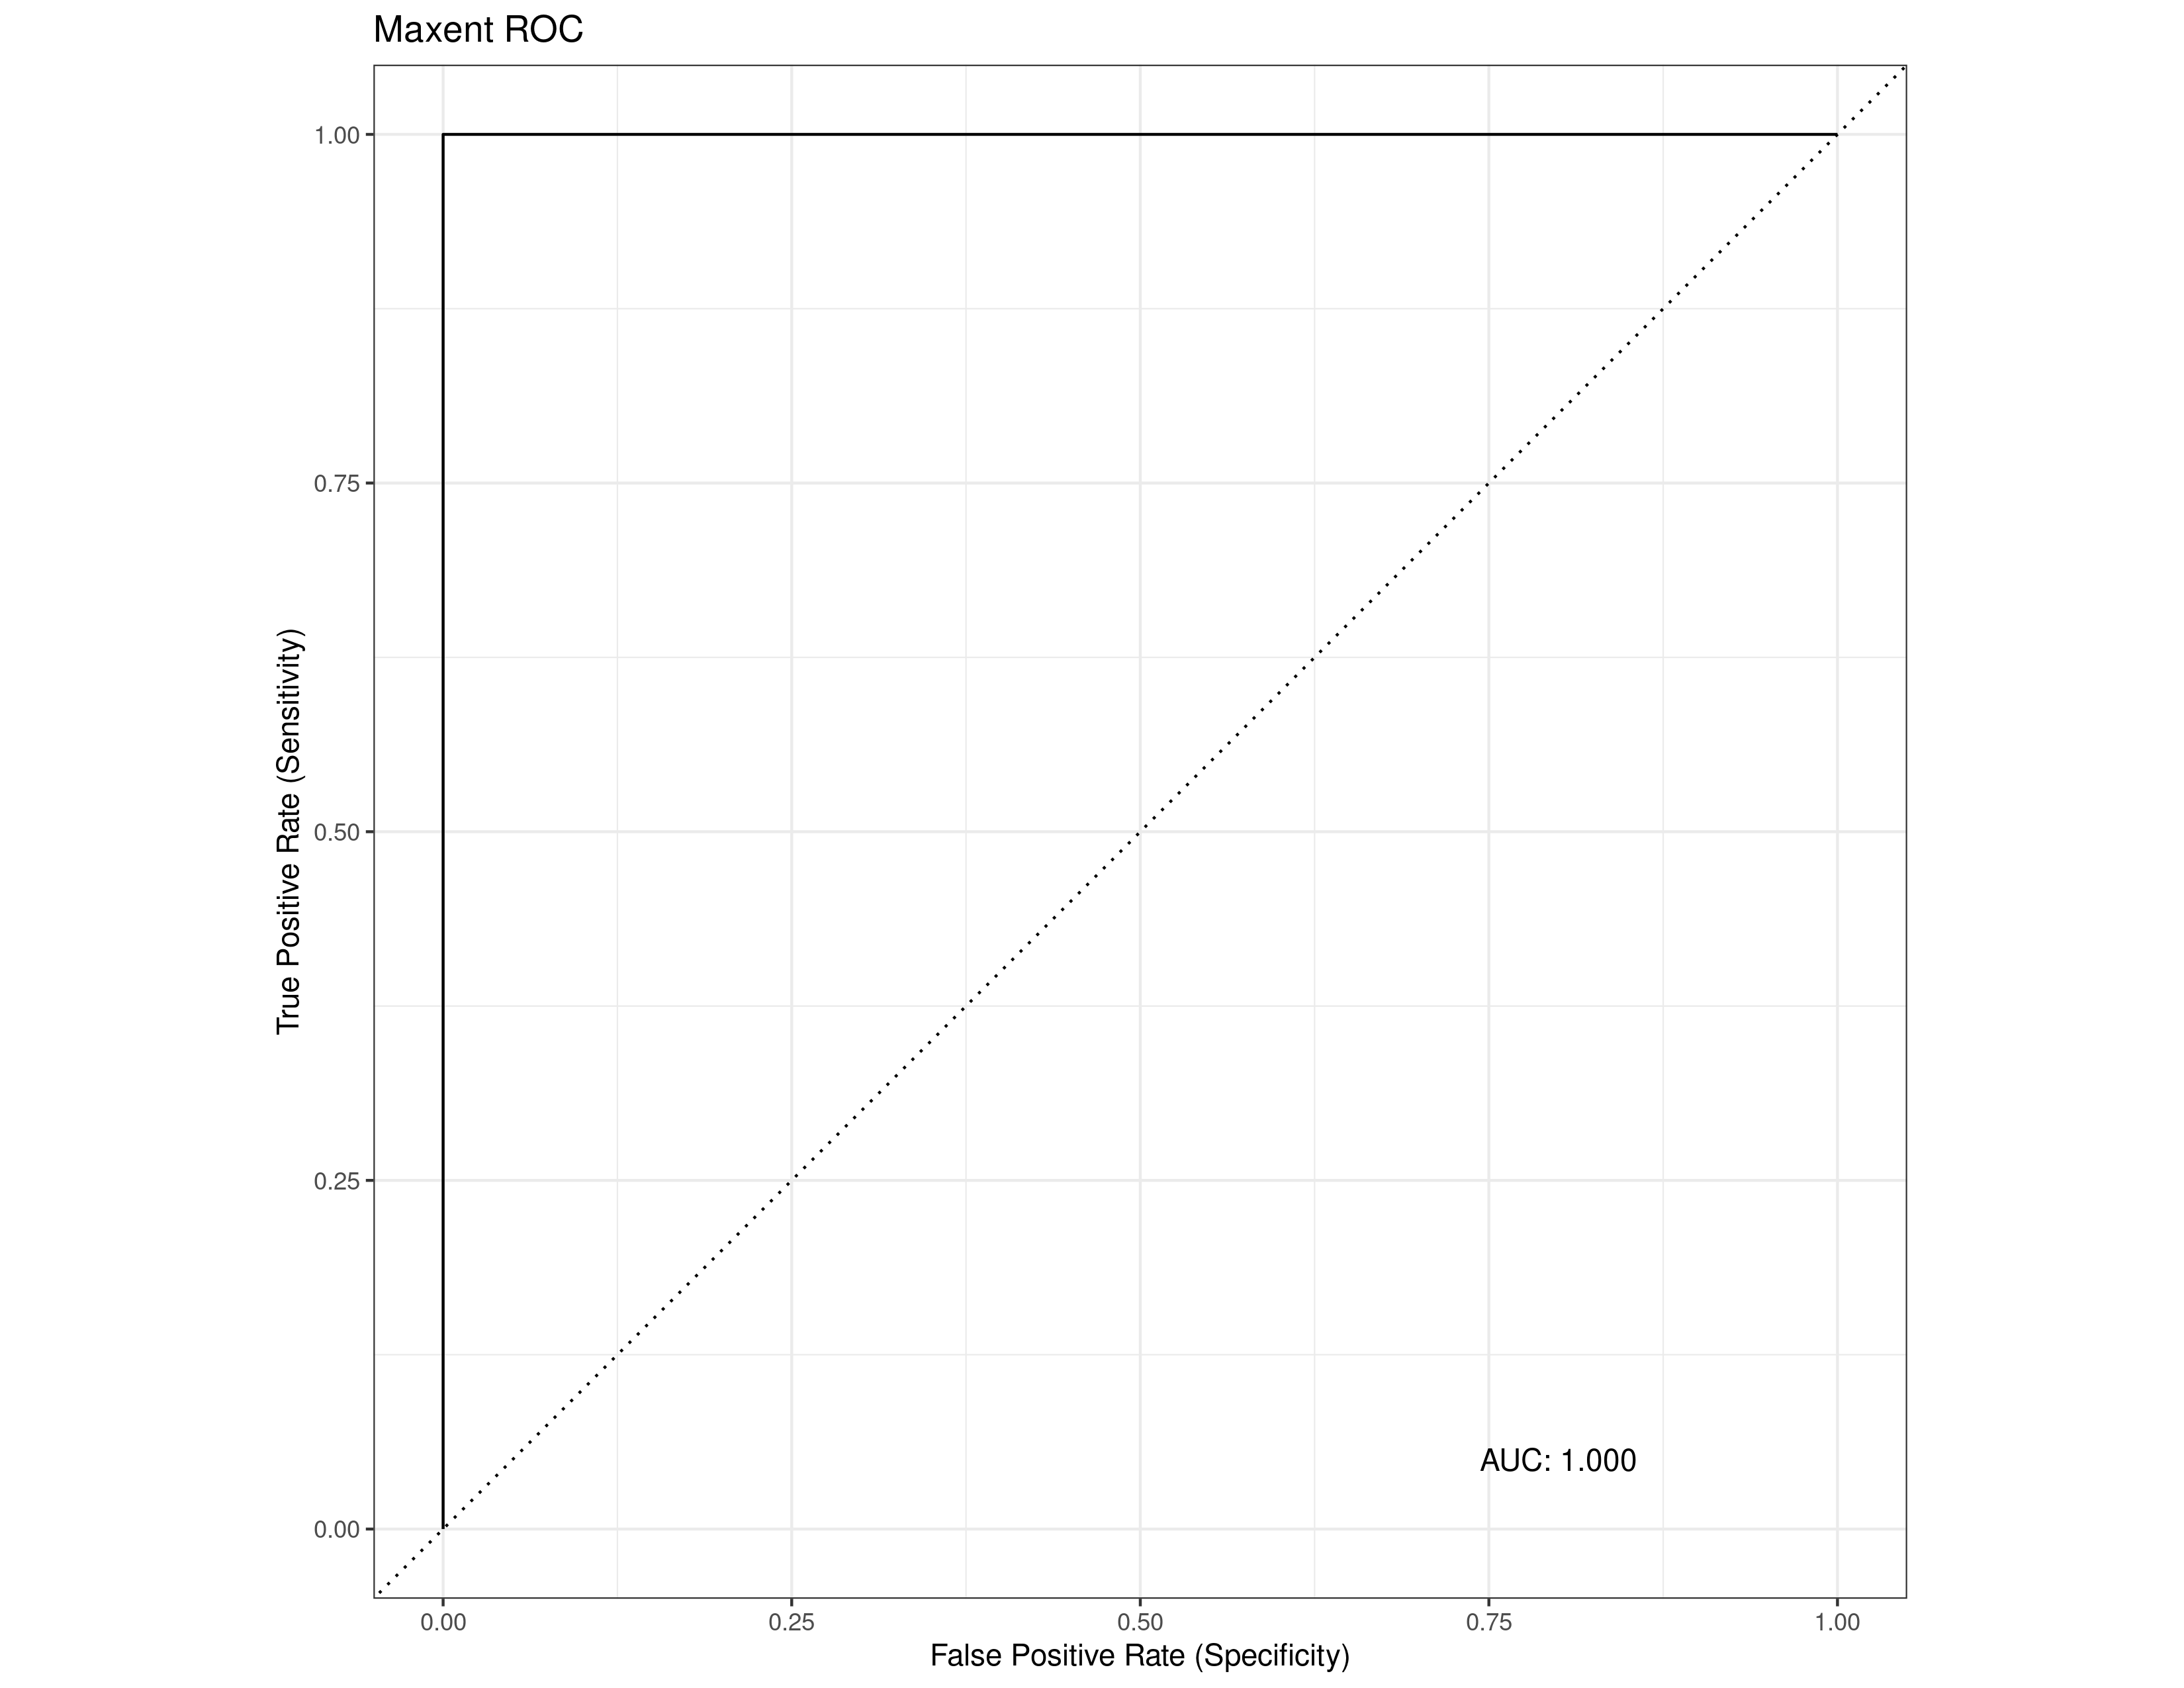 Maxent ROC
True Positive Rate (Sensitivity)
1.00
0.75
0.50
0.25
0.00
AUC: 1.000
0.00 0.25 0.50 0.75 1.00
False Positive Rate (Specificity)